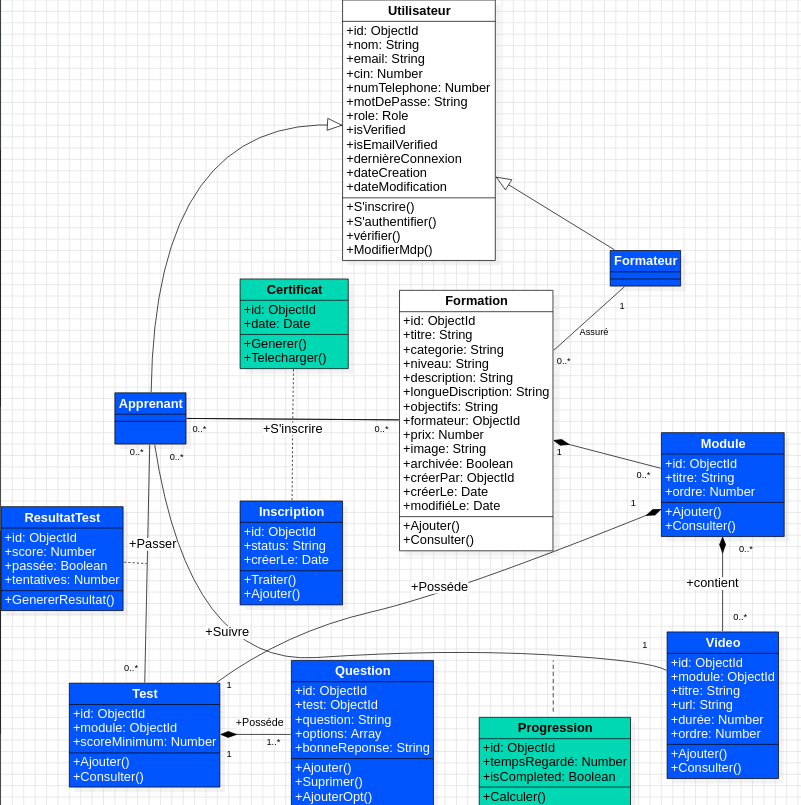 Utilisateur
+id: ObjectId
+nom: String
+email: String
+cin: Number
+numTelephone: Number
+motDePasse: String
+role: Role
+isVerified
+isEmailVerified
+dernièreConnexion
+dateCreation
+dateModification
+S'inscrire()
+S'authentifier()
+vérifier()
+ModifierMdp()
Formateur
1
Assuré
0..*
Certificat
+id: ObjectId
+date: Date
+Generer()
+Telecharger()
Formation
+id: ObjectId
+titre: String
+categorie: String
+niveau: String
+description: String
+longueDiscription: String
+objectifs: String
+formateur: ObjectId
+prix: Number
+image: String
+archivée: Boolean
+créerPar: ObjectId
+créerLe: Date
+modifiéLe: Date
+Ajouter()
+Consulter()
Apprenant
0..*
+S'inscrire
0..*
0..*
0..*
1
0..*
Module
+id: ObjectId
+titre: String
+ordre: Number
+Ajouter()
+Consulter()
1
0..*
+contient
0..*
ResultatTest
+id: ObjectId
+score: Number
+passée: Boolean
+tentatives: Number
+GenererResultat()
+Passer
Inscription
+id: ObjectId
+status: String
+créerLe: Date
+Traiter()
+Ajouter()
+Posséde
+Suivre
1
0..*
1
Video
+id: ObjectId
+module: ObjectId
+titre: String
+url: String
+durée: Number
+ordre: Number
+Ajouter()
+Consulter()
Test
+id: ObjectId
+module: ObjectId
+scoreMinimum: Number
+Ajouter()
+Consulter()
+Posséde
1..*
1
Question
+id: ObjectId
+test: ObjectId
+question: String
+options: Array
+bonneReponse: String
+Ajouter()
+Suprimer()
+AjouterOpt()
Progression
+id: ObjectId
+tempsRegardé: Number
+isCompleted: Boolean
+Calculer()